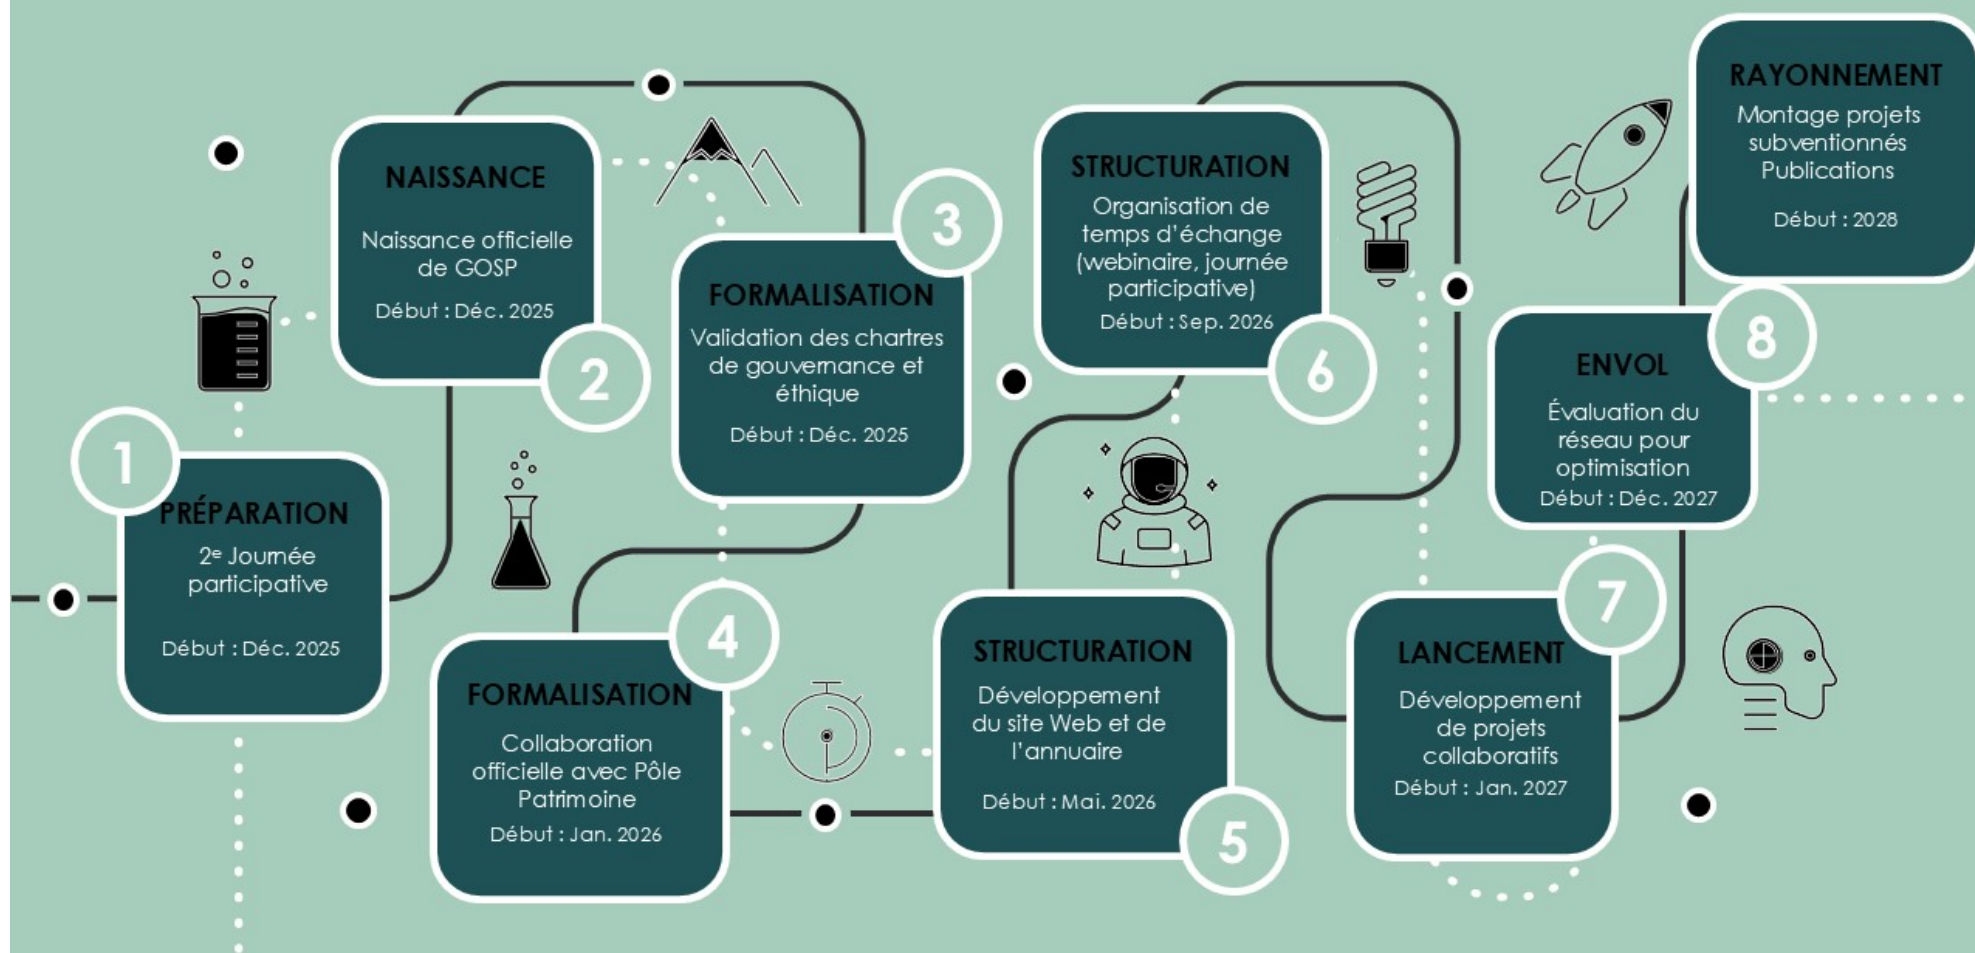 1
PRÉPARATION
2e Journée
participative
Début : Déc. 2025
NAISSANCE
Naissance officielle
de GOSP
Début : Déc. 2025
2
3
FORMALISATION
Validation des chartres
de gouvernance et
éthique
Début : Déc. 2025
4
FORMALISATION
Collaboration
officielle avec Pôle
Patrimoine
Début : Jan. 2026
STRUCTURATION
Développement
du site Web et de
l'annuaire
Début : Mai. 2026
5
STRUCTURATION
Organisation de
temps d'échange
(webinaire, journée
participative)
Début : Sep. 2026
6
7
LANCEMENT
Développement
de projets
collaboratifs
Début : Jan. 2027
8
ENVOL
Évaluation du
réseau pour
optimisation
Début : Déc. 2027
RAYONNEMENT
Montage projets
subventionnés
Publications
Début : 2028